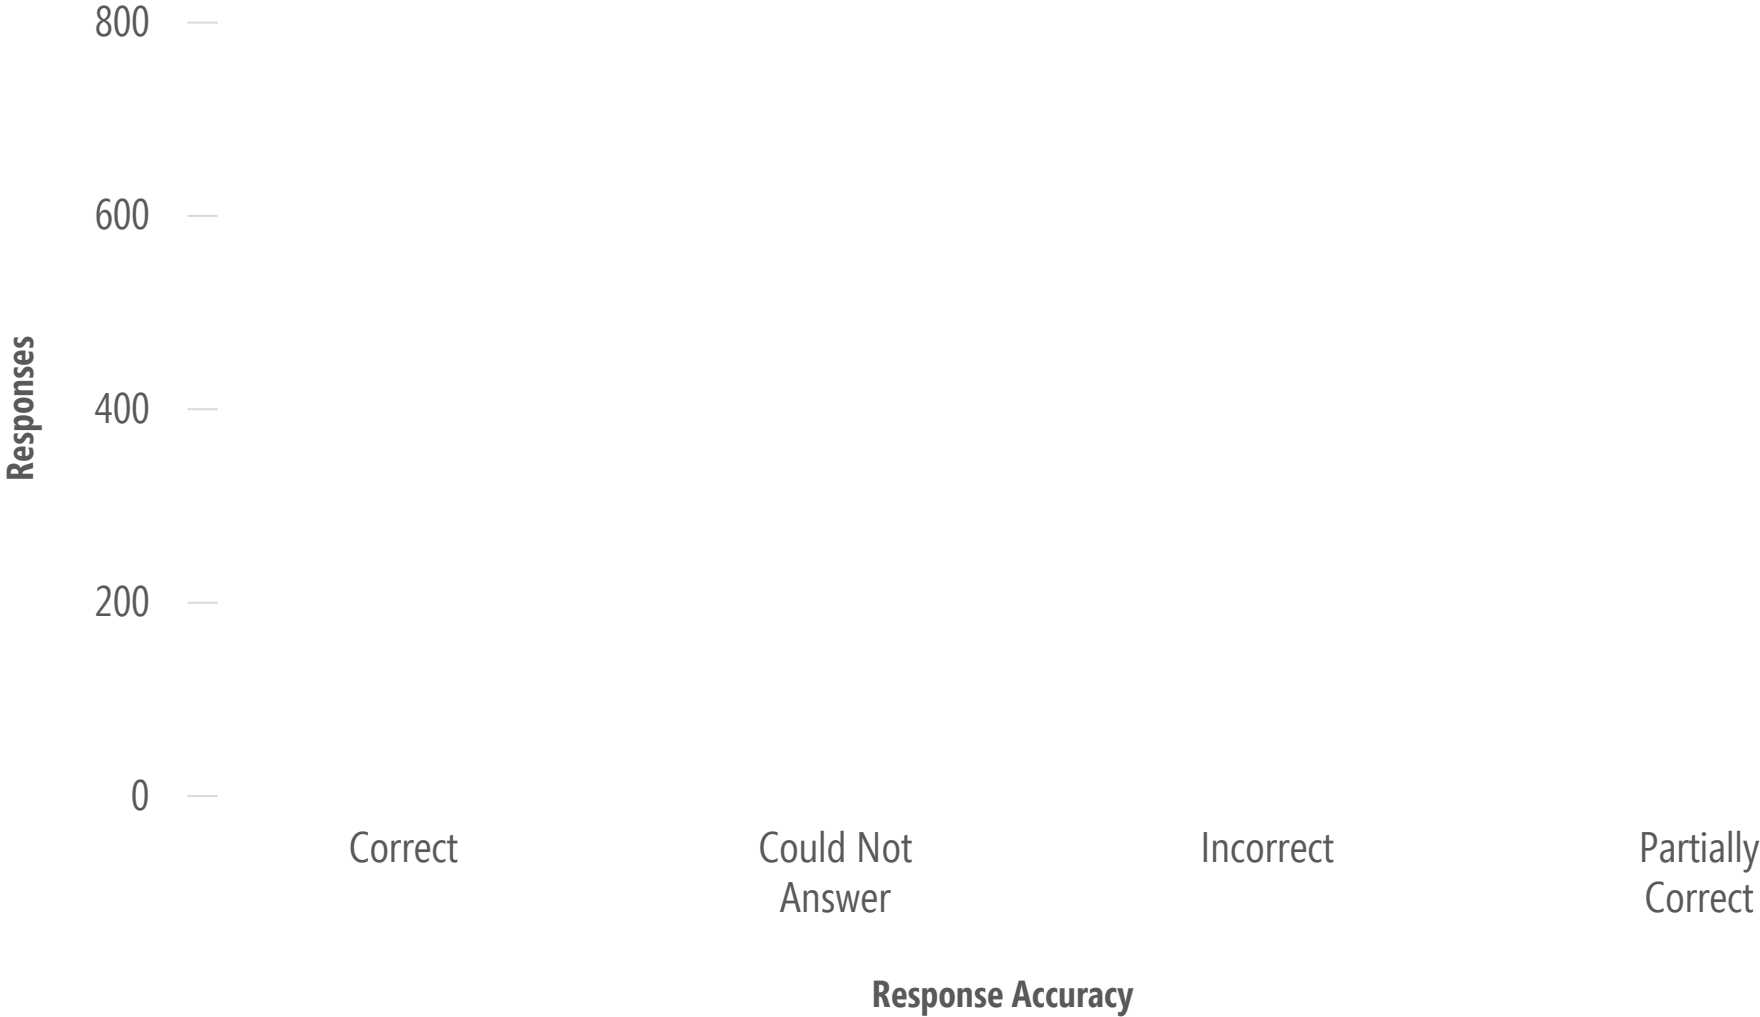 800
600
400
200
0
Responses
Correct
Could Not
Answer
Incorrect
Partially
Correct
Response Accuracy